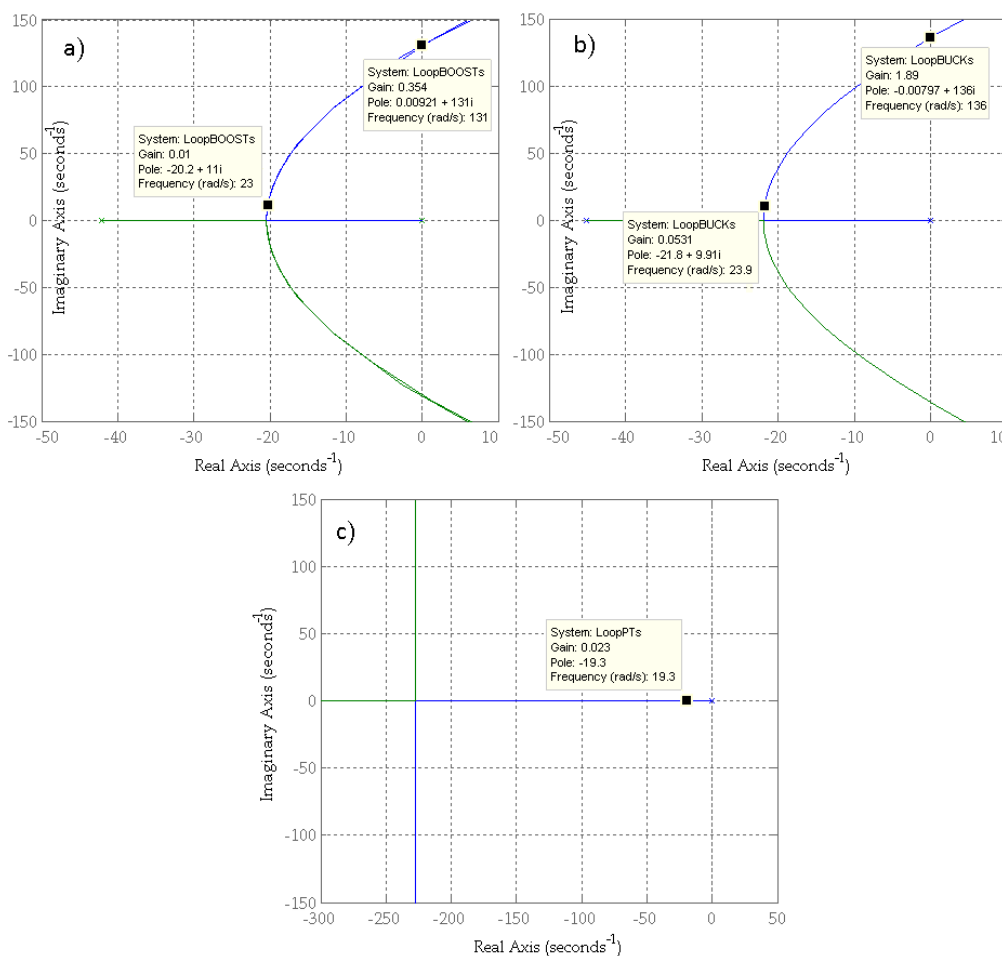 a)
System: LoopBOOSTs
Gain: 0.354
Pole: 0.00921 + 131i
Frequency (rad/s): 131
System: LoopBOOSTs
Gain: 0.01
Pole: -20.2 + 11i
Frequency (rad/s): 23
150
100
50
0
-50
-100
-150
Imaginary Axis (seconds⁻¹)
-50 -40 -30 -20 -10 0 10
Real Axis (seconds⁻¹)
b)
System: LoopBUCKs
Gain: 1.89
Pole: -0.00797 + 136i
Frequency (rad/s): 136
System: LoopBUCKs
Gain: 0.0531
Pole: -21.8 + 9.91i
Frequency (rad/s): 23.9
150
100
50
0
-50
-100
-150
Imaginary Axis (seconds⁻¹)
-50 -40 -30 -20 -10 0 10
Real Axis (seconds⁻¹)
c)
System: LoopPTs
Gain: 0.023
Pole: -19.3
Frequency (rad/s): 19.3
150
100
50
0
-50
-100
-150
Imaginary Axis (seconds⁻¹)
-300 -250 -200 -150 -100 -50 0 50
Real Axis (seconds⁻¹)